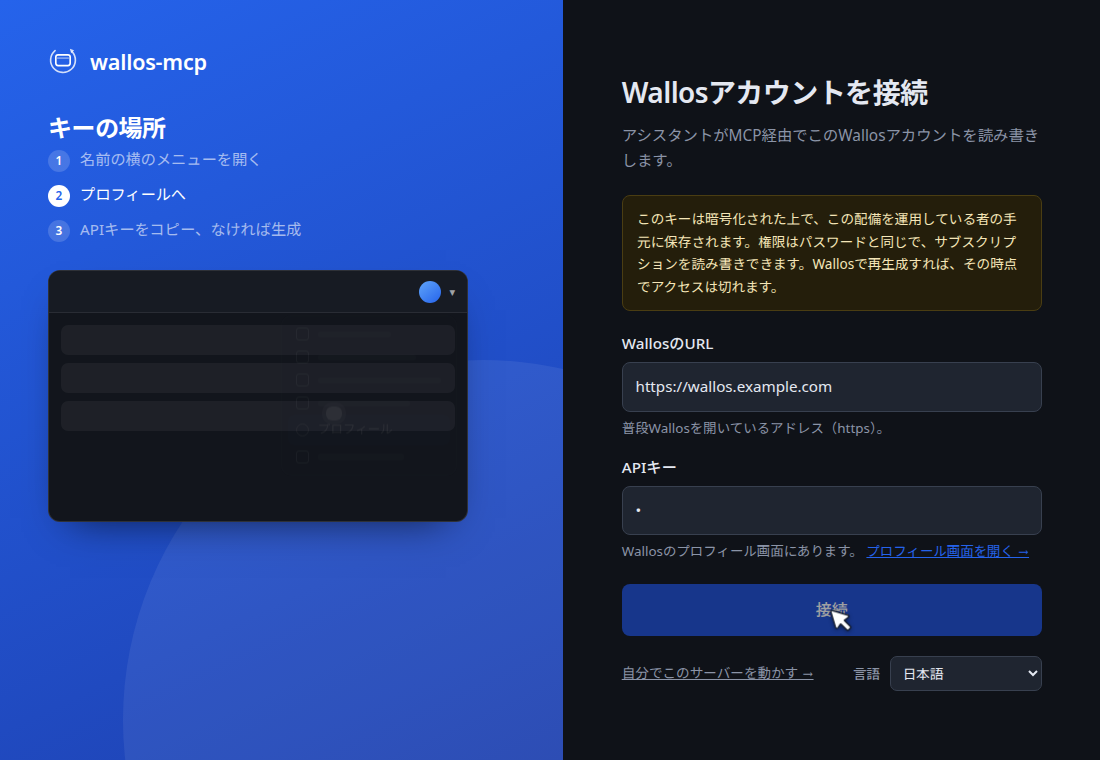 wallos-mcp
キーの場所
1 名前の横のメニューを開く
2 プロフィールへ
3 APIキーをコピー、なければ生成
プロフィール
Wallosアカウントを接続
アシスタントがMCP経由でこのWallosアカウントを読み書き
します。
このキーは暗号化された上で、この配備を運用している者の手
元に保存されます。権限はパスワードと同じで、サブスクリプ
ションを読み書きできます。Wallosで再生成すれば、その時点
でアクセスは切れます。
WallosのURL
https://wallos.example.com
普段Wallosを開いているアドレス（https）。
APIキー
•
Wallosのプロフィール画面にあります。 プロフィール画面を開く →
接続
自分でこのサーバーを動かす →
言語 日本語